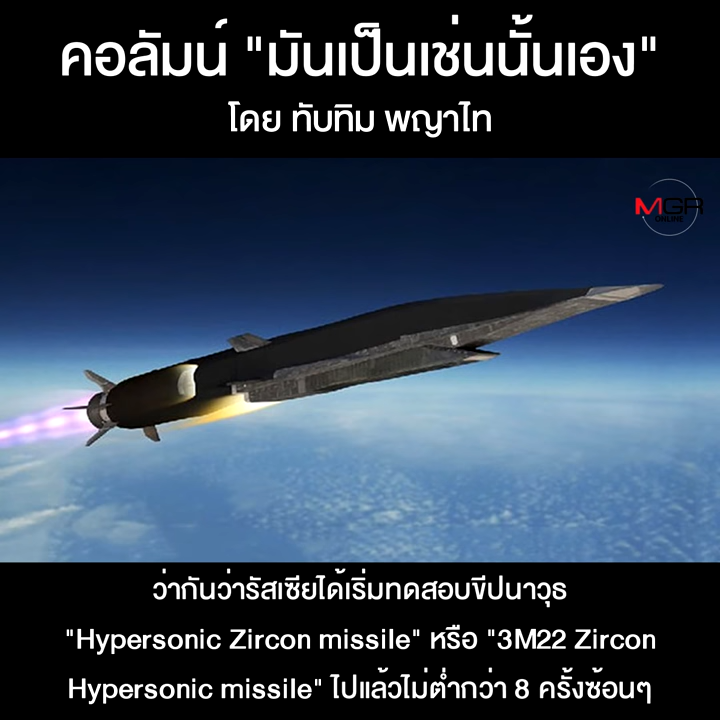 คอลัมน์ "มันเป็นเช่นนั้นเอง"
โดย ทับทิม พญาไท
MGR
ONLINE
ว่ากันว่ารัสเซียได้เริ่มทดสอบขีปนาวุธ
"Hypersonic Zircon missile" หรือ "3M22 Zircon
Hypersonic missile" ไปแล้วไม่ต่ำกว่า 8 ครั้งซ้อนๆ